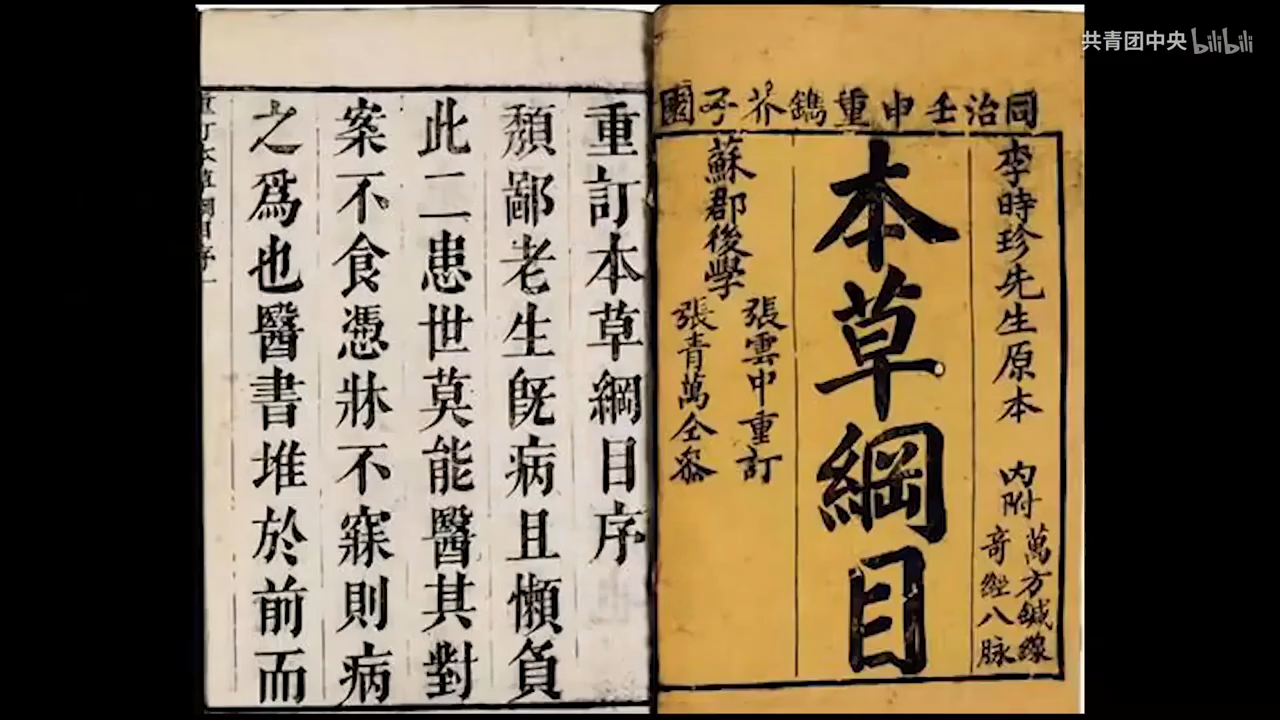 共青团中央 bilibili
同治壬申重鐫芥子園
李時珍先生原本
內附
萬方鍼線
奇經八脉
本草綱目
蘇郡後學
張雲中重訂
張青萬仝參
重訂本草綱目序
頹鄙老生旣病且懶負
此二患世莫能醫其對
案不食憑牀不寐則病
之爲也醫書堆於前而